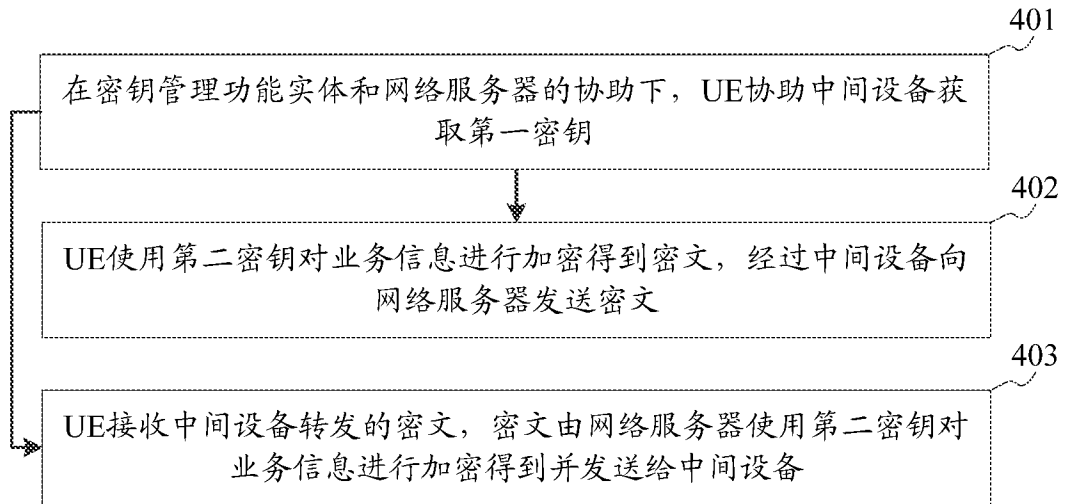 401
在密钥管理功能实体和网络服务器的协助下，UE协助中间设备获
取第一密钥
402
UE使用第二密钥对业务信息进行加密得到密文，经过中间设备向
网络服务器发送密文
403
UE接收中间设备转发的密文，密文由网络服务器使用第二密钥对
业务信息进行加密得到并发送给中间设备